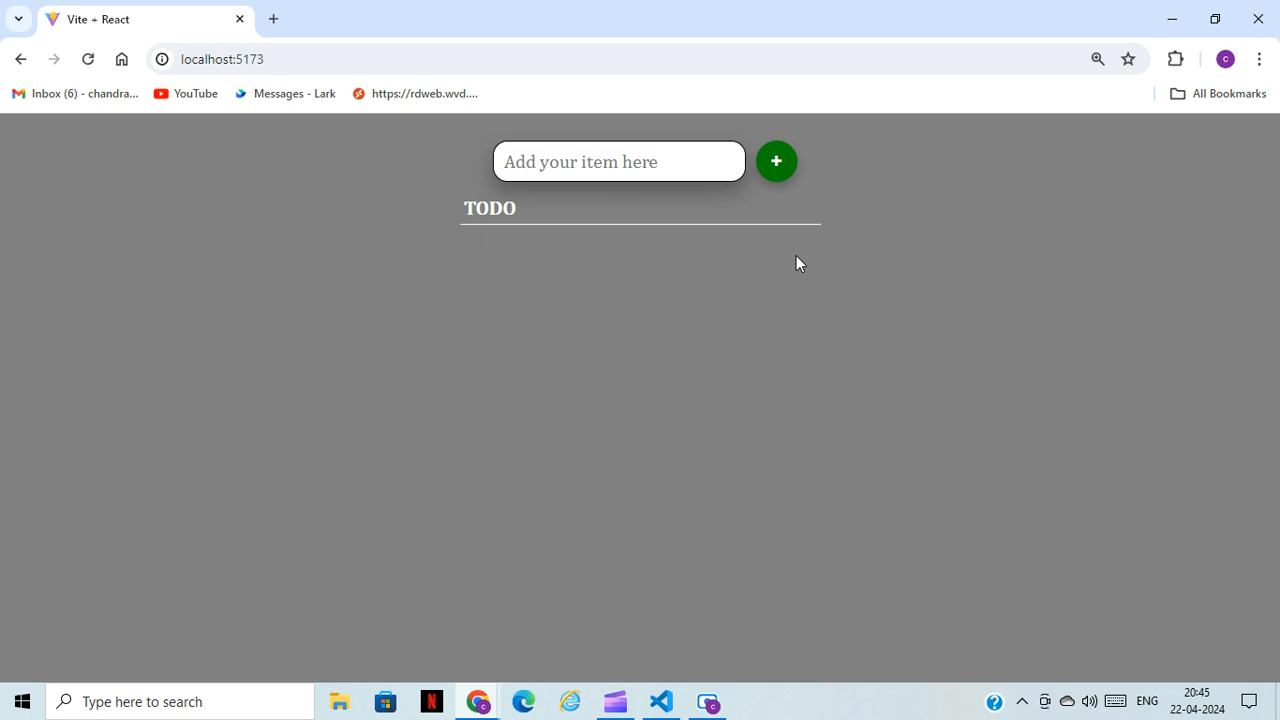 Vite + React
localhost:5173
c
Inbox (6) - chandra...
YouTube
Messages - Lark
https://rdweb.wvd....
All Bookmarks
Add your item here
+
TODO
Type here to search
N
c
c
ENG
20:45
22-04-2024